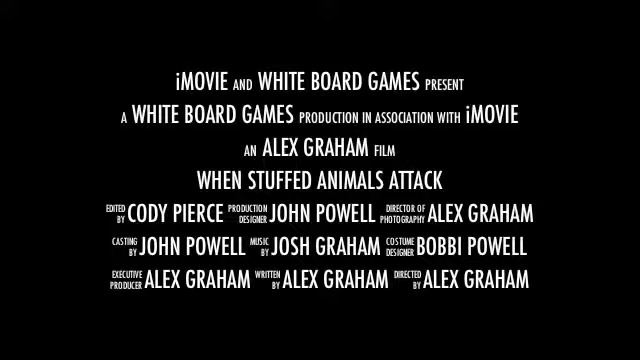 iMOVIE AND WHITE BOARD GAMES PRESENT
A WHITE BOARD GAMES PRODUCTION IN ASSOCIATION WITH iMOVIE
AN ALEX GRAHAM FILM
WHEN STUFFED ANIMALS ATTACK
EDITED BY CODY PIERCE PRODUCTION DESIGNER JOHN POWELL DIRECTOR OF PHOTOGRAPHY ALEX GRAHAM
CASTING BY JOHN POWELL MUSIC BY JOSH GRAHAM COSTUME DESIGNER BOBBI POWELL
EXECUTIVE PRODUCER ALEX GRAHAM WRITTEN BY ALEX GRAHAM DIRECTED BY ALEX GRAHAM